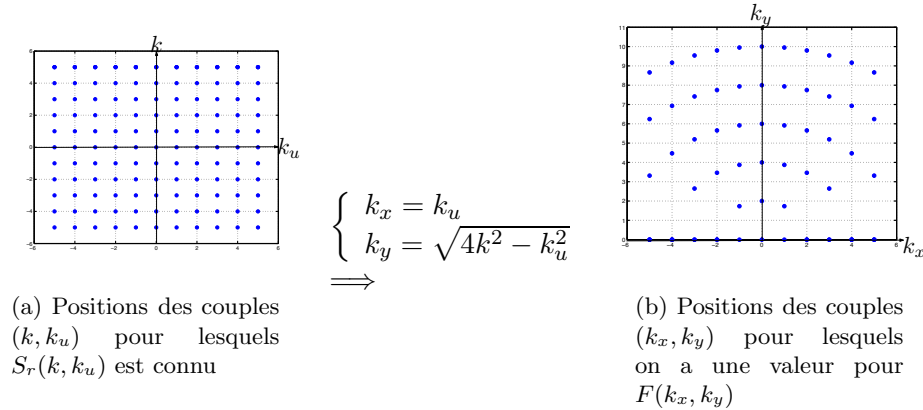 k
6
4
2
0
−2
−4
−6
−6 −4 −2 0 2 4 6
k_u
(a) Positions des couples
(k, k_u) pour lesquels
S_r(k, k_u) est connu
{ k_x = k_u
k_y = √(4k² − k_u²)
⟹
k_y
11
10
9
8
7
6
5
4
3
2
1
0
−6 −4 −2 0 2 4 6
k_x
(b) Positions des couples
(k_x, k_y) pour lesquels
on a une valeur pour
F(k_x, k_y)